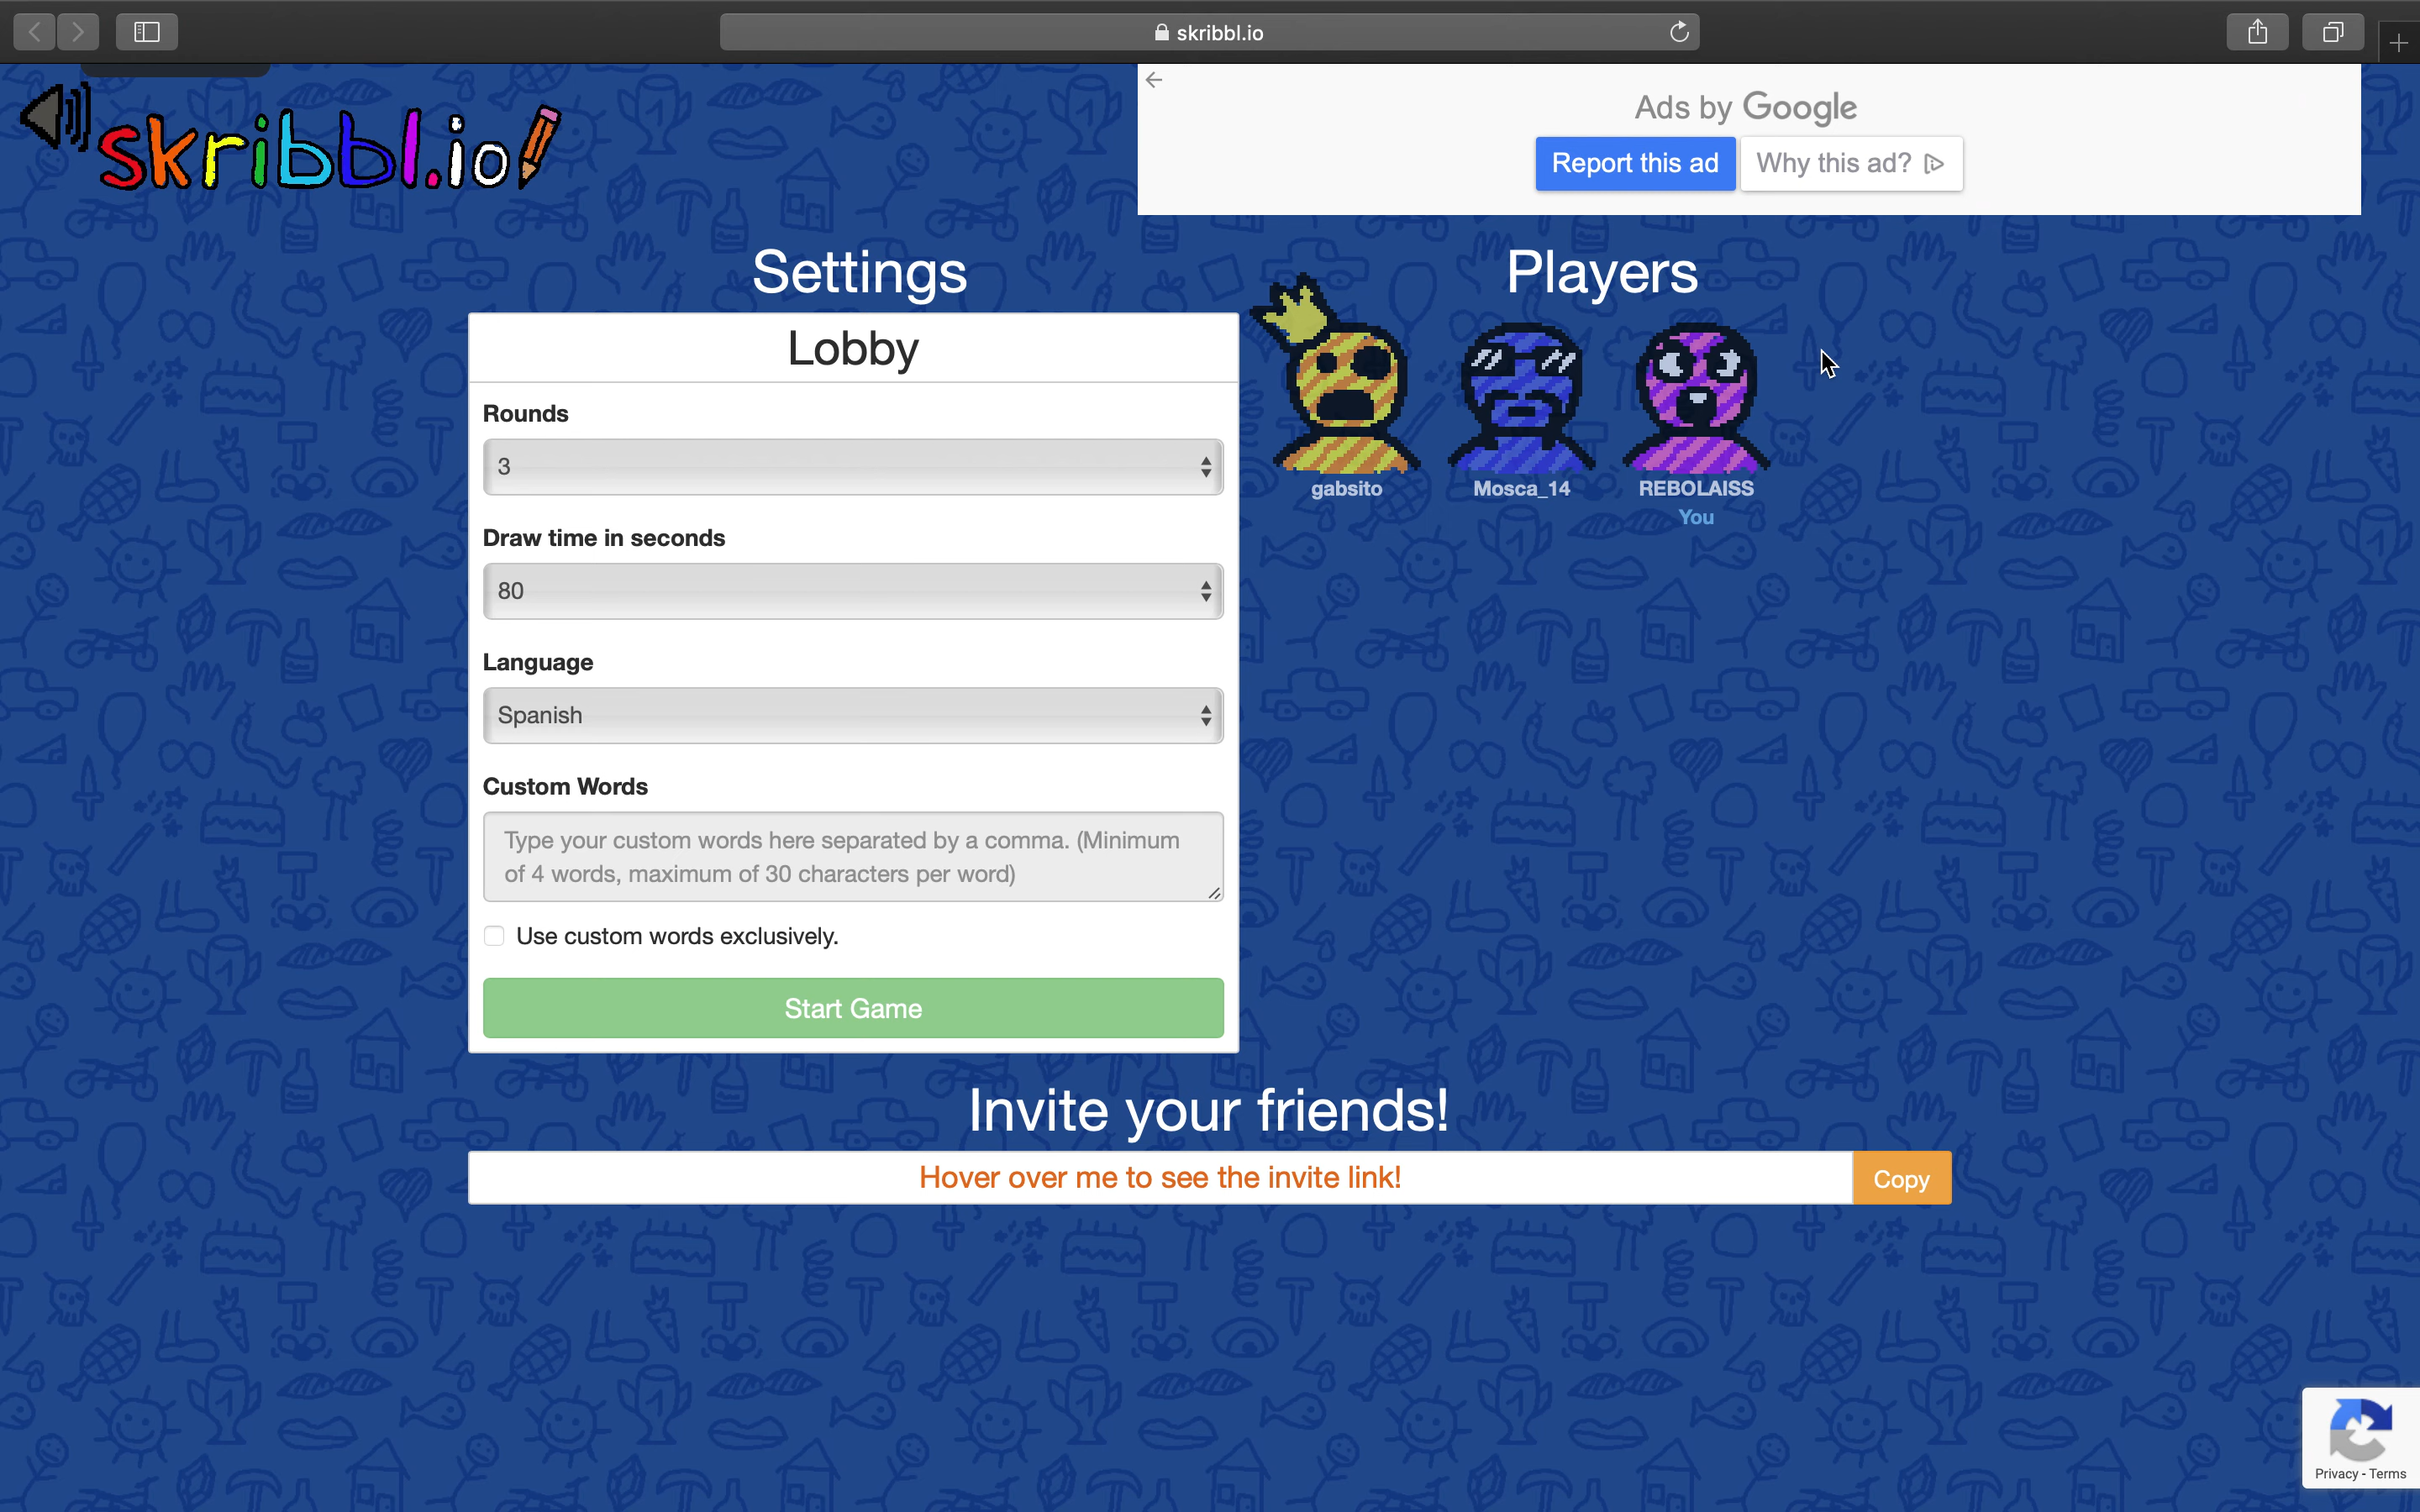 skribbl.io
skribbl.io
Ads by Google
Report this ad
Why this ad?
Settings
Players
Lobby
Rounds
3
Draw time in seconds
80
Language
Spanish
Custom Words
Type your custom words here separated by a comma. (Minimum
of 4 words, maximum of 30 characters per word)
Use custom words exclusively.
Start Game
gabsito
Mosca_14
REBOLAISS
You
Invite your friends!
Hover over me to see the invite link!
Copy
Privacy - Terms